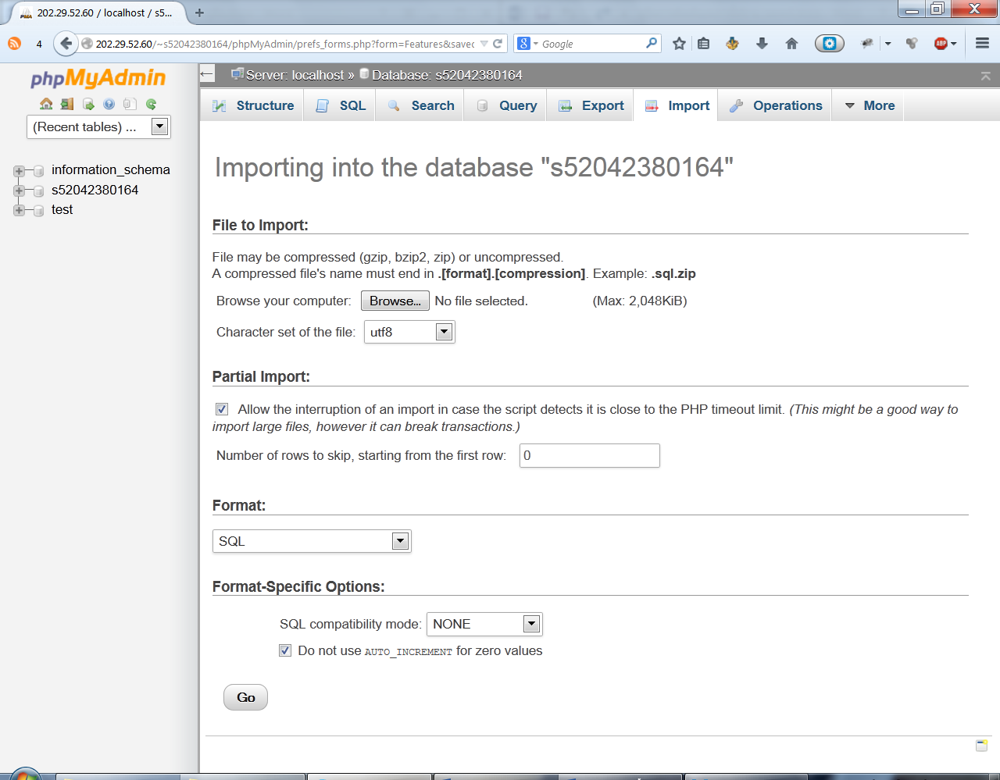 202.29.52.60 / localhost / s5...
4
202.29.52.60/~s52042380164/phpMyAdmin/prefs_forms.php?form=Features&saved
8 Google
ABP
phpMyAdmin
Server: localhost » Database: s52042380164
Structure SQL Search Query Export Import Operations More
(Recent tables) ...
information_schema
s52042380164
test
Importing into the database "s52042380164"
File to Import:
File may be compressed (gzip, bzip2, zip) or uncompressed.
A compressed file's name must end in .[format].[compression]. Example: .sql.zip
Browse your computer: Browse... No file selected. (Max: 2,048KiB)
Character set of the file: utf8
Partial Import:
Allow the interruption of an import in case the script detects it is close to the PHP timeout limit. (This might be a good way to
import large files, however it can break transactions.)
Number of rows to skip, starting from the first row: 0
Format:
SQL
Format-Specific Options:
SQL compatibility mode: NONE
Do not use AUTO_INCREMENT for zero values
Go